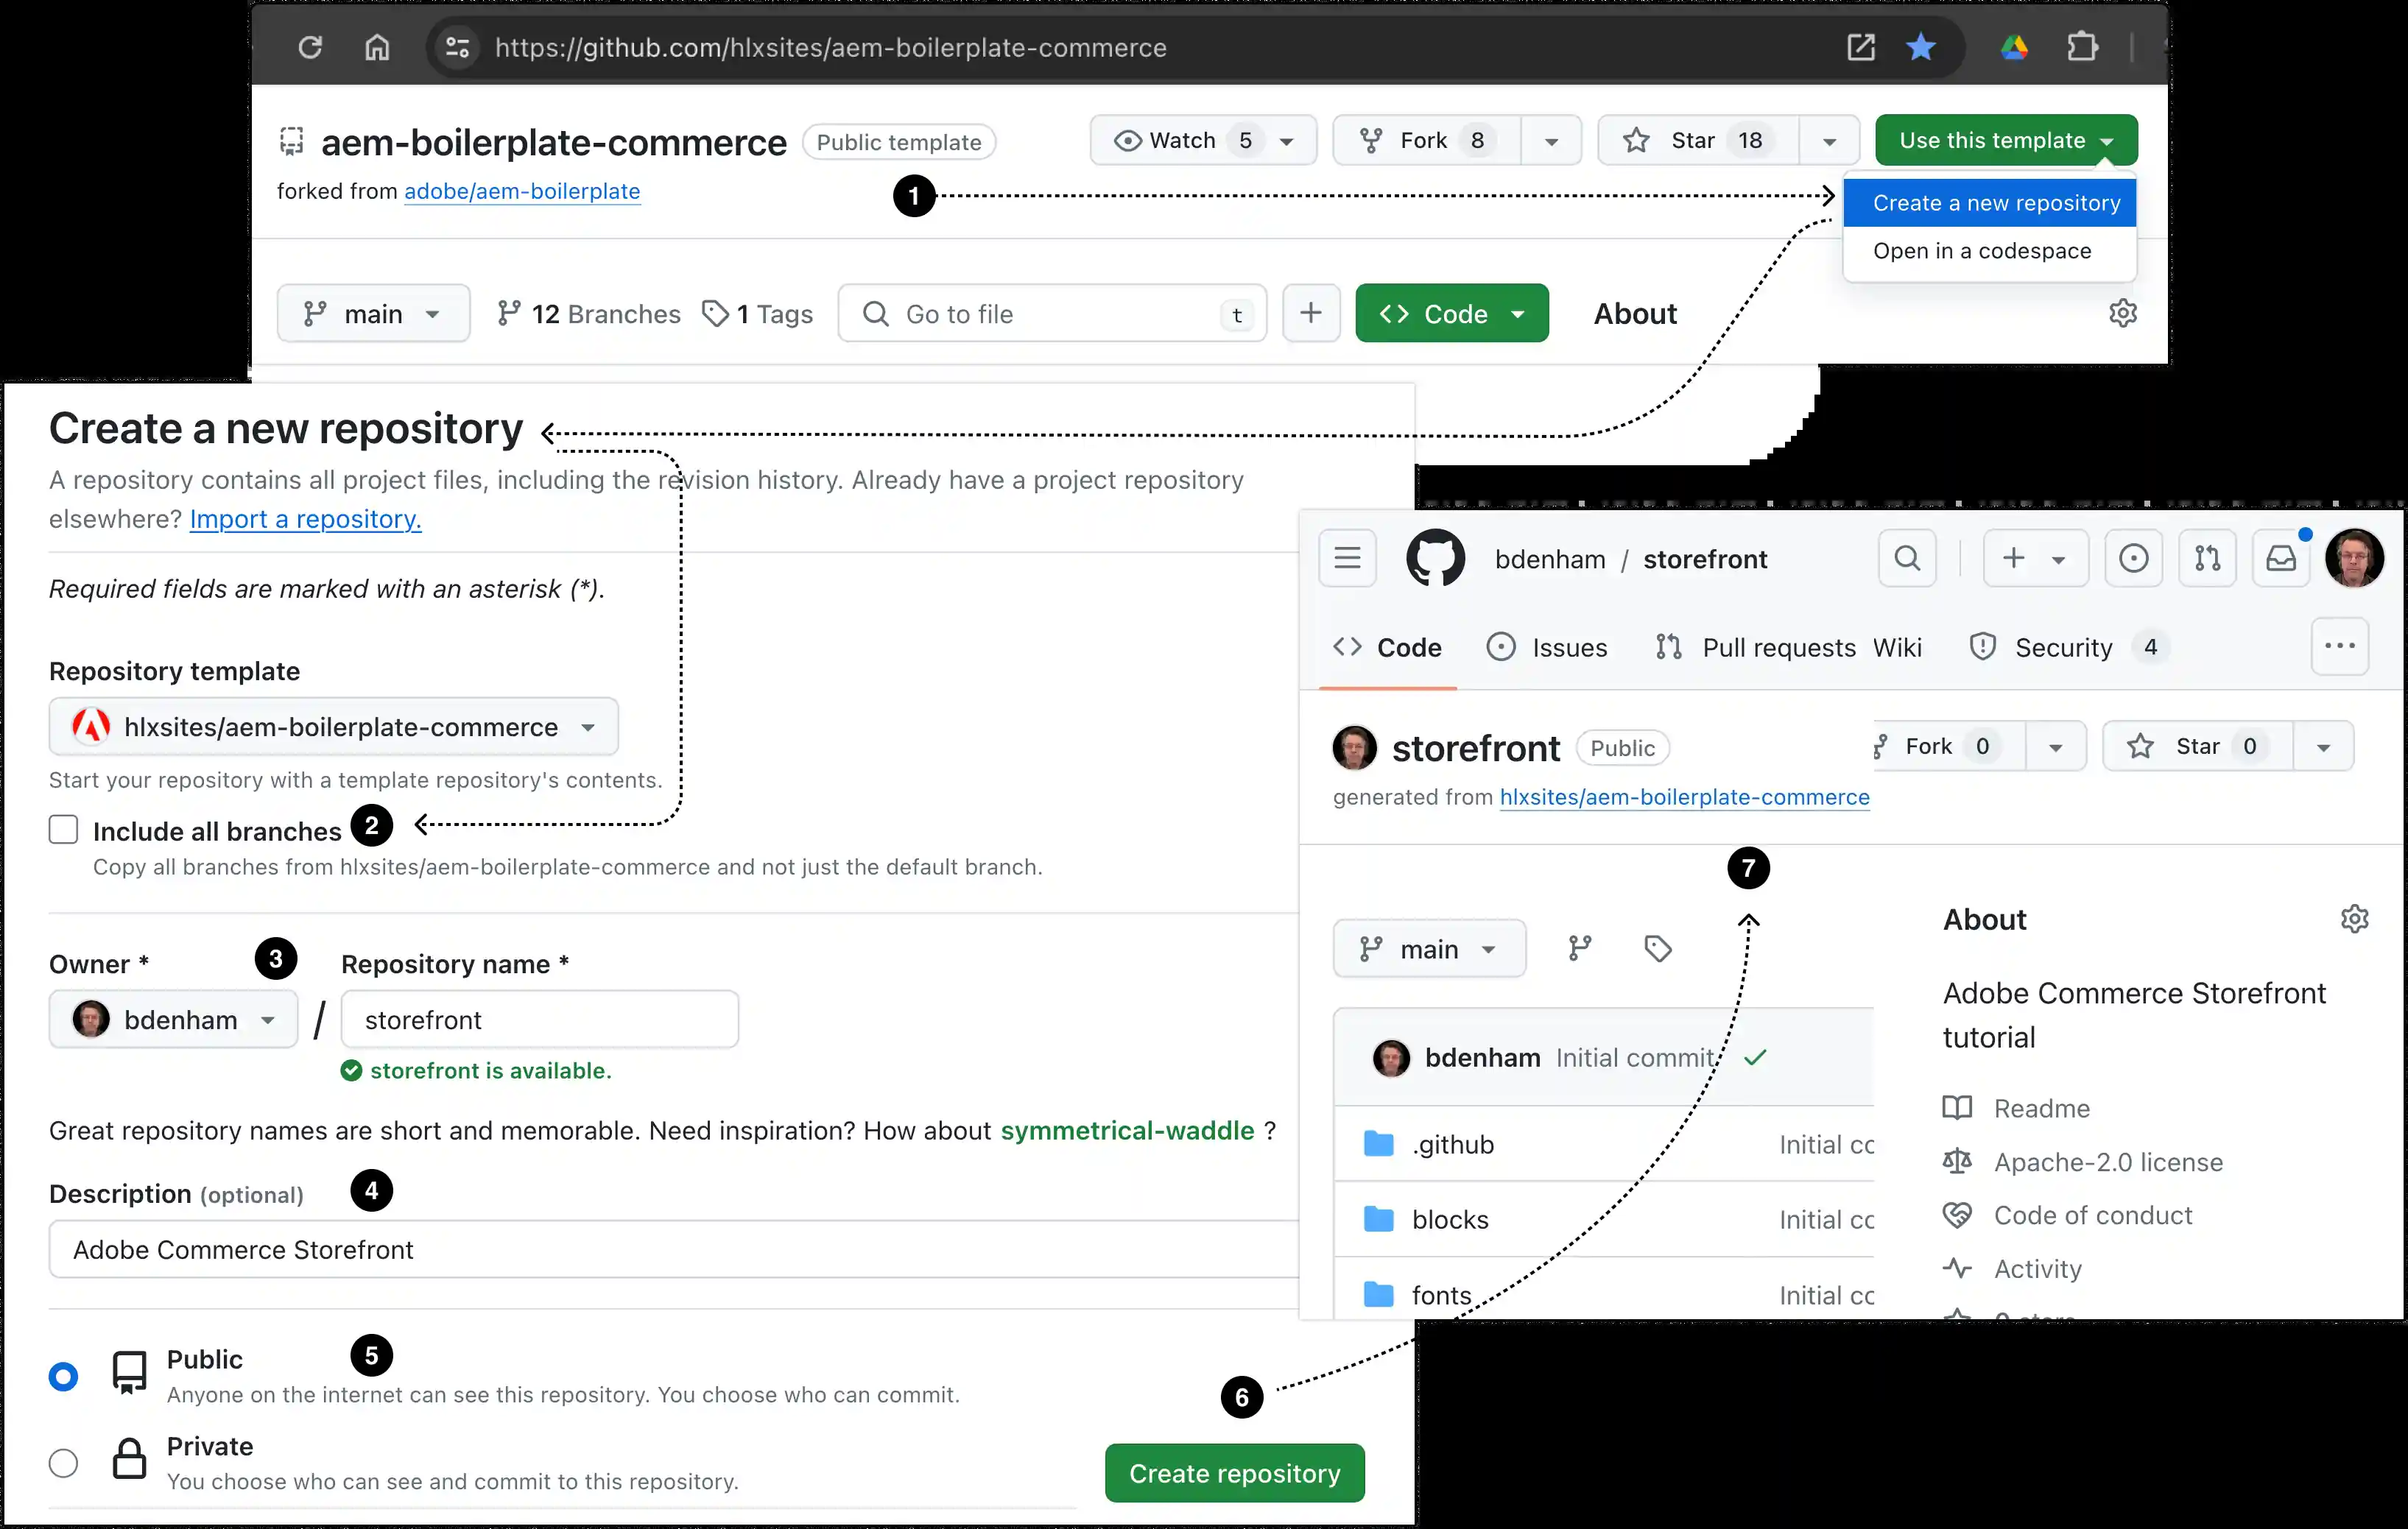 https://github.com/hlxsites/aem-boilerplate-commerce
aem-boilerplate-commerce Public template Watch 5 Fork 8 Star 18 Use this template
forked from adobe/aem-boilerplate
1
Create a new repository
Open in a codespace
main 12 Branches 1 Tags Go to file t + Code About
Create a new repository
A repository contains all project files, including the revision history. Already have a project repository
elsewhere? Import a repository.
Required fields are marked with an asterisk (*).
Repository template
hlxsites/aem-boilerplate-commerce
Start your repository with a template repository's contents.
Include all branches 2
Copy all branches from hlxsites/aem-boilerplate-commerce and not just the default branch.
Owner * 3 Repository name *
bdenham / storefront
storefront is available.
Great repository names are short and memorable. Need inspiration? How about symmetrical-waddle ?
Description (optional) 4
Adobe Commerce Storefront
Public 5
Anyone on the internet can see this repository. You choose who can commit.
Private
You choose who can see and commit to this repository.
6
Create repository
bdenham / storefront
Code Issues Pull requests Wiki Security 4
storefront Public Fork 0 Star 0
generated from hlxsites/aem-boilerplate-commerce
7
main
bdenham Initial commit
.github Initial cc
blocks Initial cc
fonts Initial cc
About
Adobe Commerce Storefront
tutorial
Readme
Apache-2.0 license
Code of conduct
Activity